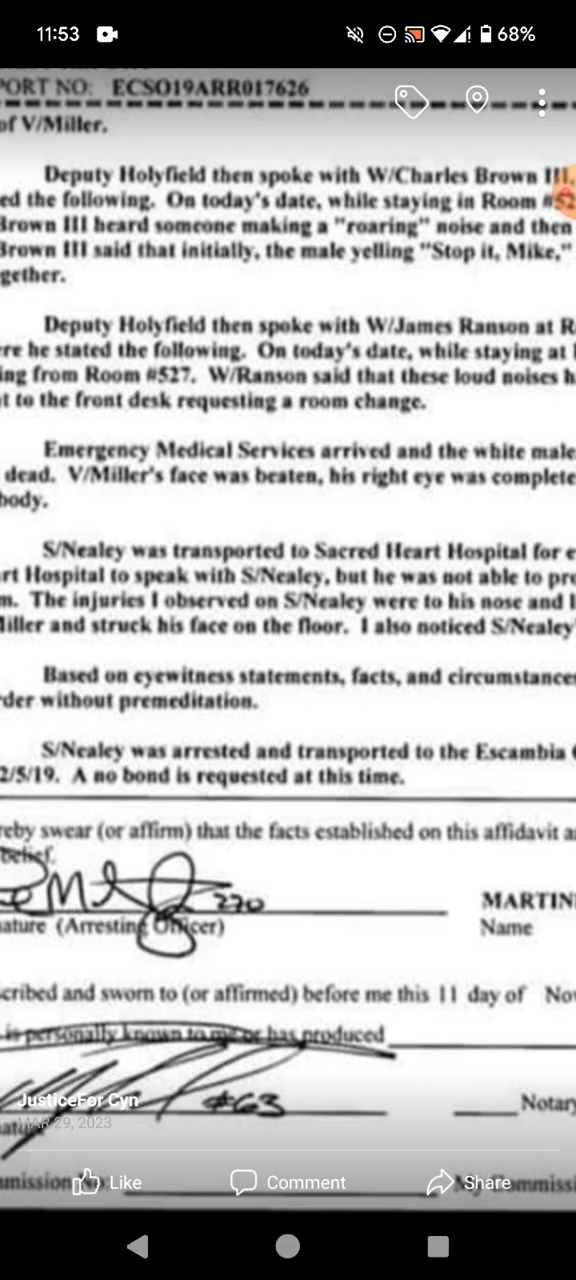 11:53
68%
PORT NO: ECSO19ARR017626
of V/Miller.
Deputy Holyfield then spoke with W/Charles Brown III,
ed the following. On today's date, while staying in Room #52
Brown III heard someone making a "roaring" noise and then
Brown III said that initially, the male yelling "Stop it, Mike,"
gether.
Deputy Holyfield then spoke with W/James Ranson at R
re he stated the following. On today's date, while staying at
ing from Room #527. W/Ranson said that these loud noises h
t to the front desk requesting a room change.
Emergency Medical Services arrived and the white male
dead. V/Miller's face was beaten, his right eye was complete
body.
S/Nealey was transported to Sacred Heart Hospital for e
rt Hospital to speak with S/Nealey, but he was not able to pro
m. The injuries I observed on S/Nealey were to his nose and
Miller and struck his face on the floor. I also noticed S/Nealey'
Based on eyewitness statements, facts, and circumstances
der without premeditation.
S/Nealey was arrested and transported to the Escambia
2/5/19. A no bond is requested at this time.
reby swear (or affirm) that the facts established on this affidavit a
belief.
270
MARTIN
nature (Arresting Officer)
Name
cribed and sworn to (or affirmed) before me this 11 day of Nov
is personally known to me or has produced
#63
JusticeFor Cyn
Notary
MAR 29, 2023
Like
Comment
Share
mmission No
My Commissi